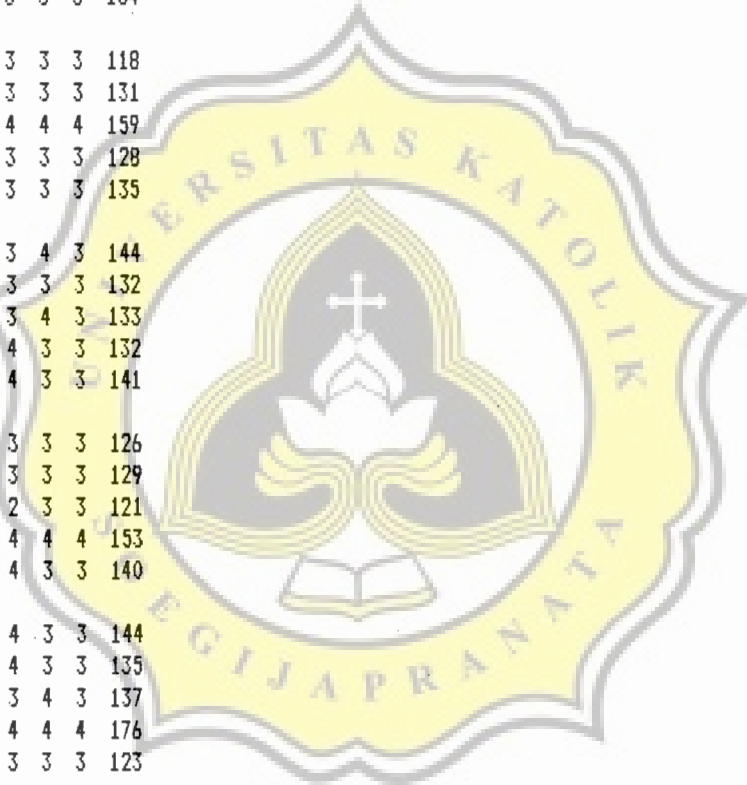 3 3 3 118
3 3 3 131
4 4 4 159
3 3 3 128
3 3 3 135
3 4 3 144
3 3 3 132
3 4 3 133
4 3 3 132
4 3 3 141
3 3 3 126
3 3 3 129
2 3 3 121
4 4 4 153
4 3 3 140
4 3 3 144
4 3 3 135
3 4 3 137
4 4 4 176
3 3 3 123
UNIVERSITAS KATOLIK
SOEGIJAPRANATA